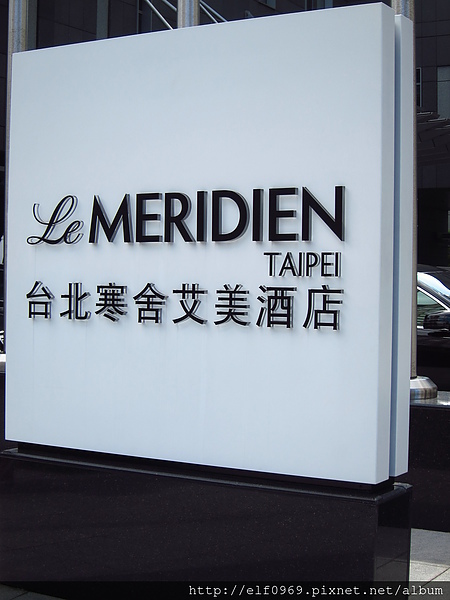 Le MERIDIEN
TAIPEI
台北寒舍艾美酒店
http://elf0969.pixnet.net/album